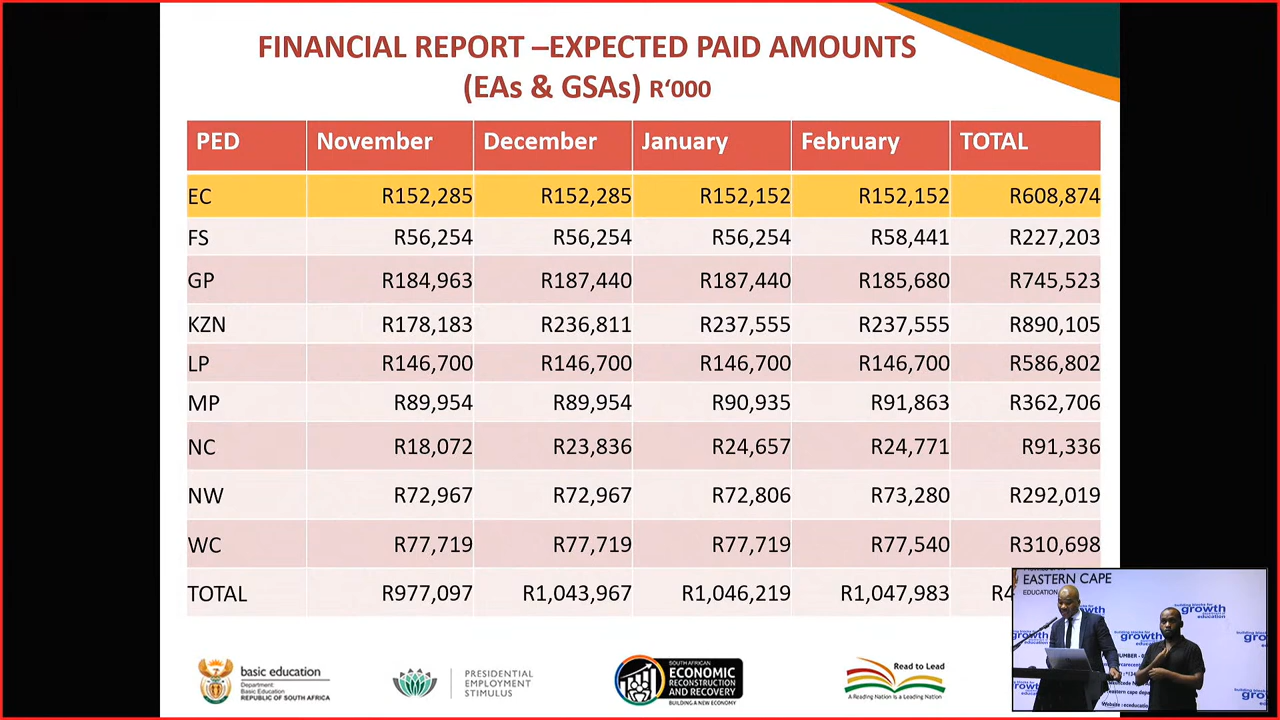 FINANCIAL REPORT –EXPECTED PAID AMOUNTS
(EAs & GSAs) R‘000
PED November December January February TOTAL
EC R152,285 R152,285 R152,152 R152,152 R608,874
FS R56,254 R56,254 R56,254 R58,441 R227,203
GP R184,963 R187,440 R187,440 R185,680 R745,523
KZN R178,183 R236,811 R237,555 R237,555 R890,105
LP R146,700 R146,700 R146,700 R146,700 R586,802
MP R89,954 R89,954 R90,935 R91,863 R362,706
NC R18,072 R23,836 R24,657 R24,771 R91,336
NW R72,967 R72,967 R72,806 R73,280 R292,019
WC R77,719 R77,719 R77,719 R77,540 R310,698
TOTAL R977,097 R1,043,967 R1,046,219 R1,047,983 R4
EASTERN CAPE
EDUCATION
building blocks for
growth
education
basic education
Department:
Basic Education
REPUBLIC OF SOUTH AFRICA
PRESIDENTIAL
EMPLOYMENT
STIMULUS
SOUTH AFRICAN
ECONOMIC
RECONSTRUCTION
AND RECOVERY
BUILDING A NEW ECONOMY
Read to Lead
A Reading Nation is a Leading Nation